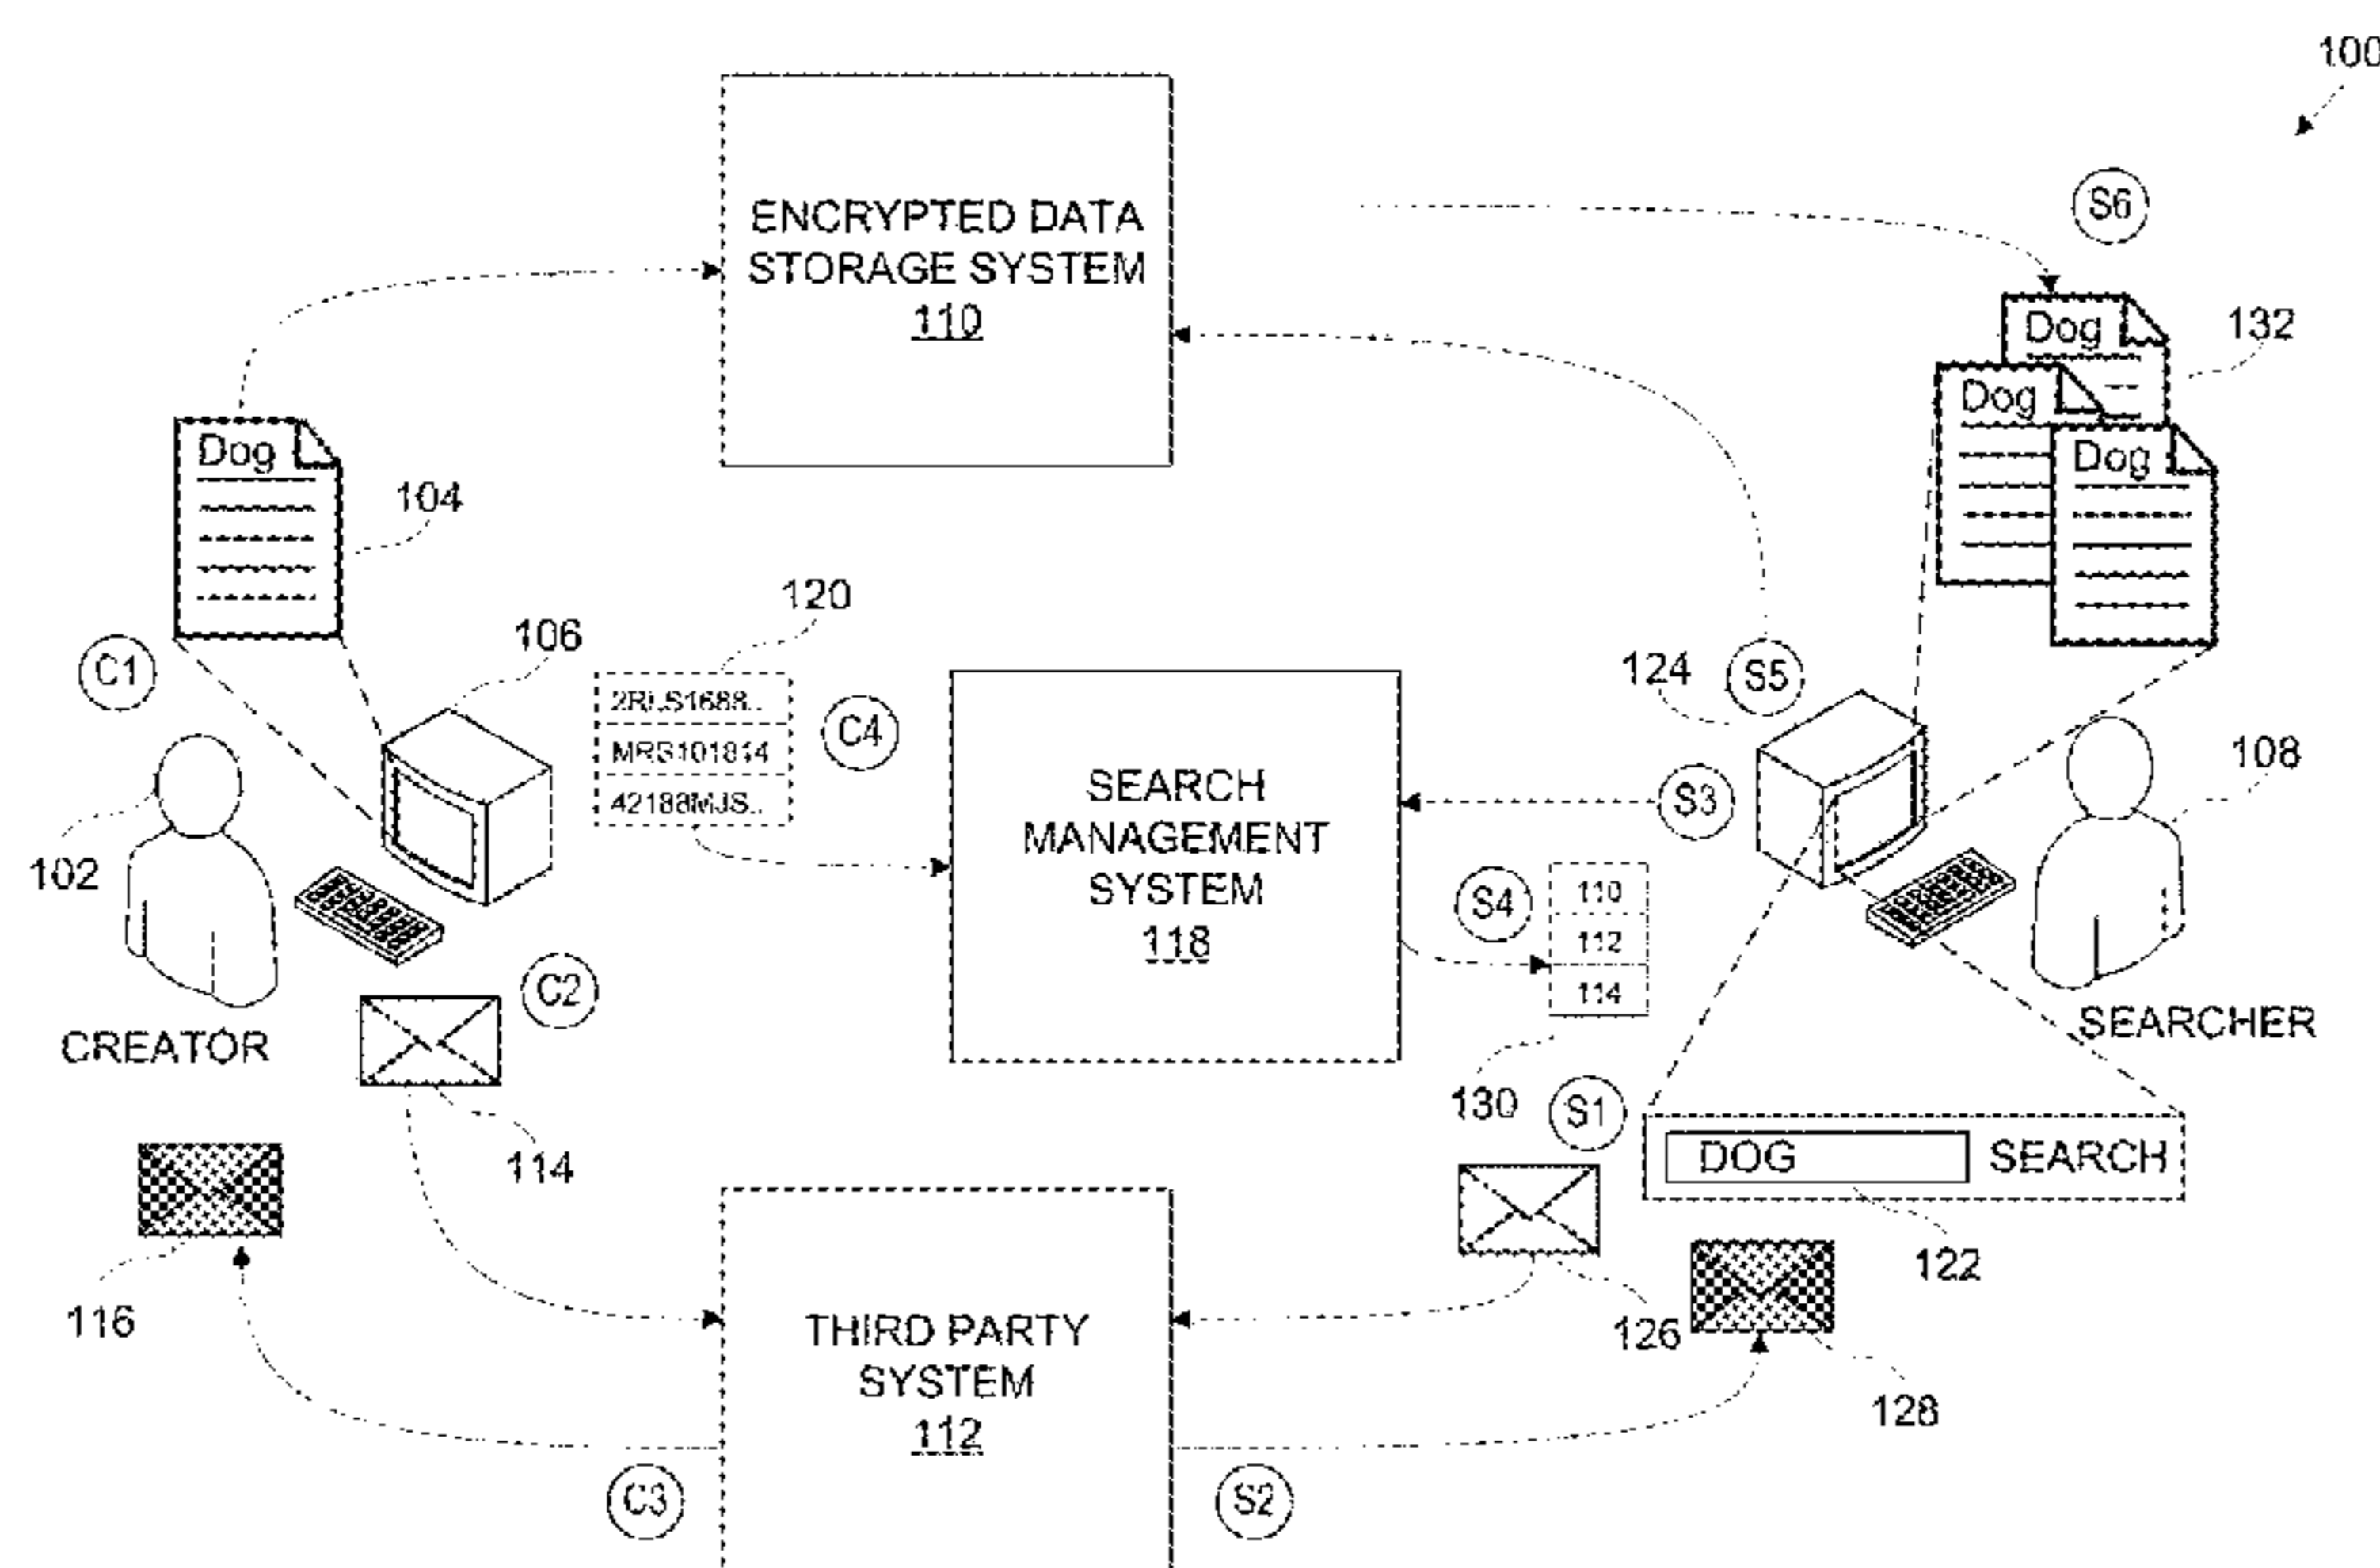 100
S6
ENCRYPTED DATA
STORAGE SYSTEM
110
Dog
132
Dog
Dog
Dog
104
120
106
C1
124
S5
2RLS1688..
C4
MRS101814
SEARCH
108
S3
42188MJS..
MANAGEMENT
102
SYSTEM
S4
110
118
112
C2
114
SEARCHER
CREATOR
130
S1
114
DOG
SEARCH
122
116
THIRD PARTY
126
SYSTEM
128
112
C3
S2